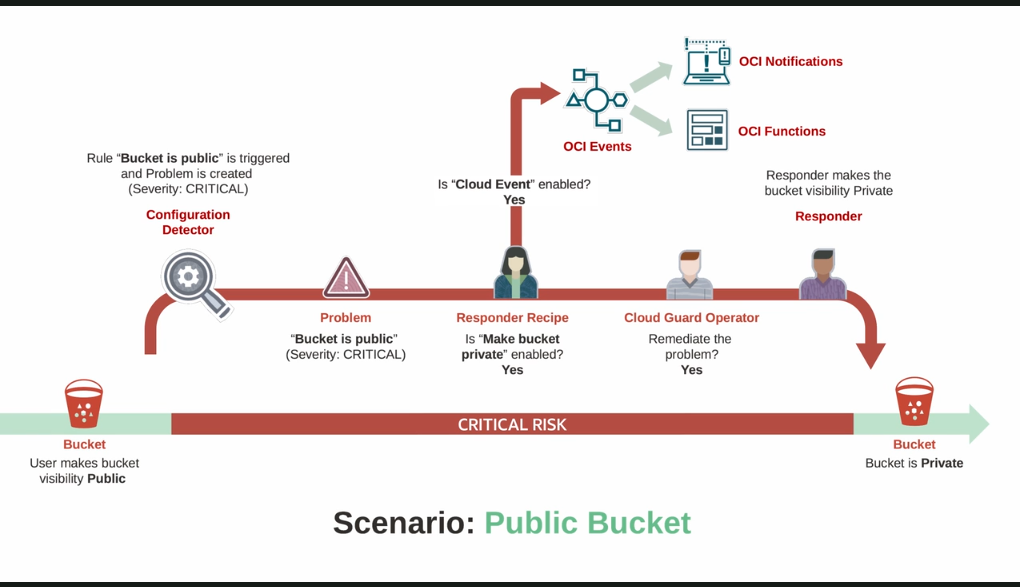 OCI Notifications
OCI Functions
OCI Events
Rule “Bucket is public” is triggered
and Problem is created
(Severity: CRITICAL)
Configuration
Detector
Is “Cloud Event” enabled?
Yes
Responder makes the
bucket visibility Private
Responder
Problem
“Bucket is public”
(Severity: CRITICAL)
Responder Recipe
Is “Make bucket
private” enabled?
Yes
Cloud Guard Operator
Remediate the
problem?
Yes
CRITICAL RISK
Bucket
User makes bucket
visibility Public
Bucket
Bucket is Private
Scenario: Public Bucket